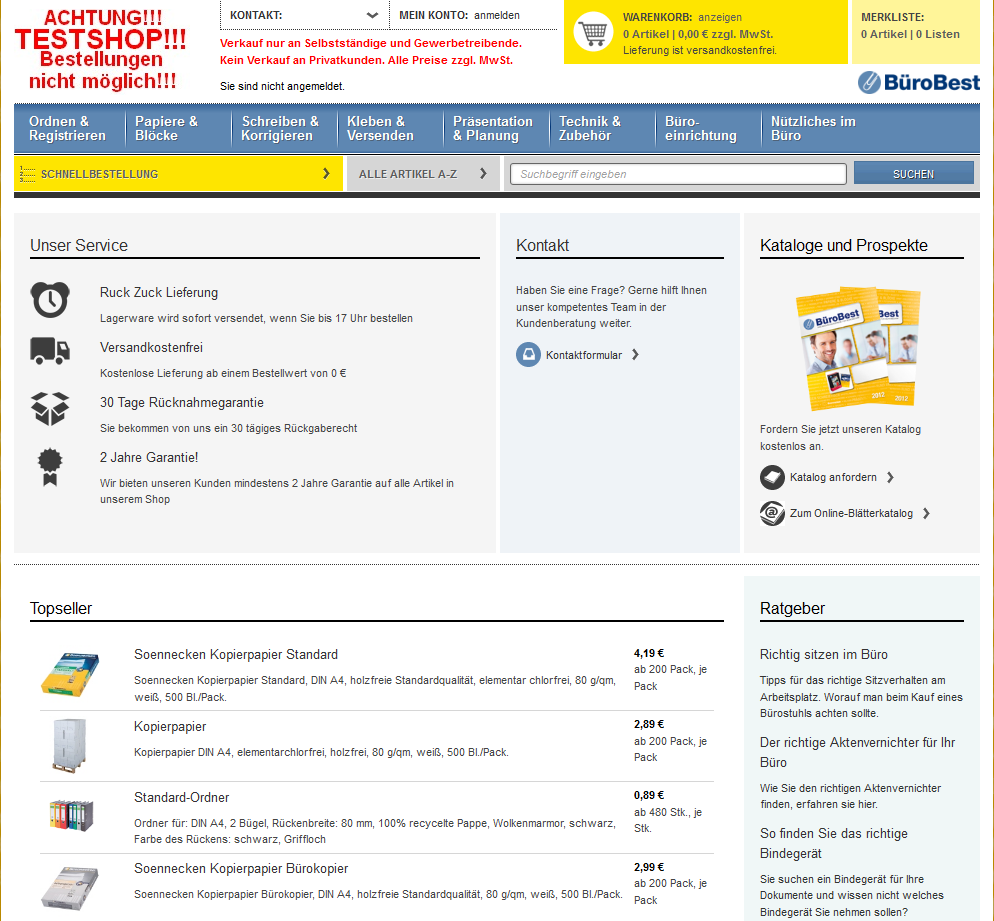 ACHTUNG!!!
TESTSHOP!!!
Bestellungen
nicht möglich!!!
KONTAKT:
MEIN KONTO: anmelden
Verkauf nur an Selbstständige und Gewerbetreibende.
Kein Verkauf an Privatkunden. Alle Preise zzgl. MwSt.
Sie sind nicht angemeldet.
WARENKORB: anzeigen
0 Artikel | 0,00 € zzgl. MwSt.
Lieferung ist versandkostenfrei.
MERKLISTE:
0 Artikel | 0 Listen
BüroBest
Ordnen &
Registrieren
Papiere &
Blöcke
Schreiben &
Korrigieren
Kleben &
Versenden
Präsentation
& Planung
Technik &
Zubehör
Büro-
einrichtung
Nützliches im
Büro
SCHNELLBESTELLUNG
ALLE ARTIKEL A-Z
Suchbegriff eingeben
SUCHEN
Unser Service
Ruck Zuck Lieferung
Lagerware wird sofort versendet, wenn Sie bis 17 Uhr bestellen
Versandkostenfrei
Kostenlose Lieferung ab einem Bestellwert von 0 €
30 Tage Rücknahmegarantie
Sie bekommen von uns ein 30 tägiges Rückgaberecht
2 Jahre Garantie!
Wir bieten unseren Kunden mindestens 2 Jahre Garantie auf alle Artikel in
unserem Shop
Kontakt
Haben Sie eine Frage? Gerne hilft Ihnen
unser kompetentes Team in der
Kundenberatung weiter.
Kontaktformular
Kataloge und Prospekte
BüroBest
Best
2012
2012
Fordern Sie jetzt unseren Katalog
kostenlos an.
Katalog anfordern
Zum Online-Blätterkatalog
Topseller
Soennecken Kopierpapier Standard
Soennecken Kopierpapier Standard, DIN A4, holzfreie Standardqualität, elementar chlorfrei, 80 g/qm,
weiß, 500 Bl./Pack.
4,19 €
ab 200 Pack, je
Pack
Kopierpapier
Kopierpapier DIN A4, elementarchlorfrei, holzfrei, 80 g/qm, weiß, 500 Bl./Pack.
2,89 €
ab 200 Pack, je
Pack
Standard-Ordner
Ordner für: DIN A4, 2 Bügel, Rückenbreite: 80 mm, 100% recycelte Pappe, Wolkenmarmor, schwarz,
Farbe des Rückens: schwarz, Griffloch
0,89 €
ab 480 Stk., je
Stk.
Soennecken Kopierpapier Bürokopier
Soennecken Kopierpapier Bürokopier, DIN A4, holzfreie Standardqualität, 80 g/qm, weiß, 500 Bl./Pack.
2,99 €
ab 200 Pack, je
Pack
Ratgeber
Richtig sitzen im Büro
Tipps für das richtige Sitzverhalten am
Arbeitsplatz. Worauf man beim Kauf eines
Bürostuhls achten sollte.
Der richtige Aktenvernichter für Ihr
Büro
Wie Sie den richtigen Aktenvernichter
finden, erfahren sie hier.
So finden Sie das richtige
Bindegerät
Sie suchen ein Bindegerät für Ihre
Dokumente und wissen nicht welches
Bindegerät Sie nehmen sollen?